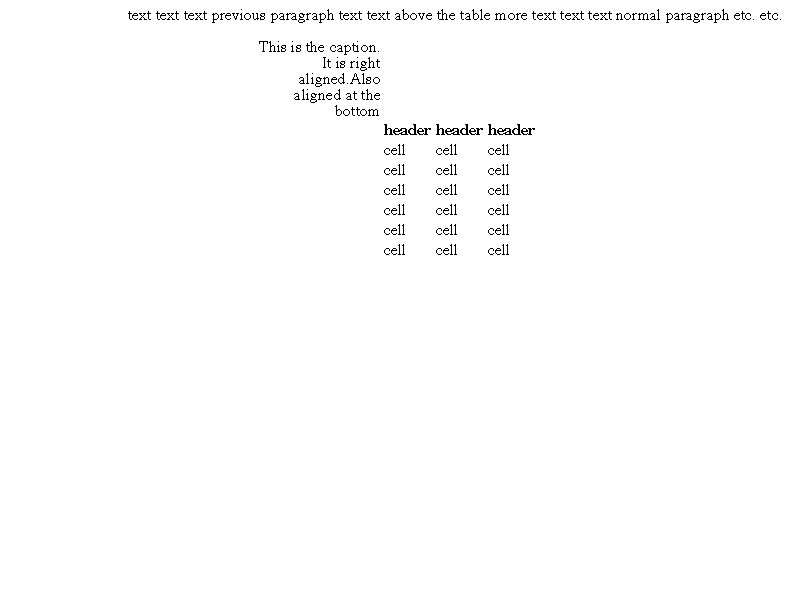 text text text previous paragraph text text above the table more text text text normal paragraph etc. etc.
This is the caption.
It is right
aligned.Also
aligned at the
bottom
header header header
cell cell cell
cell cell cell
cell cell cell
cell cell cell
cell cell cell
cell cell cell